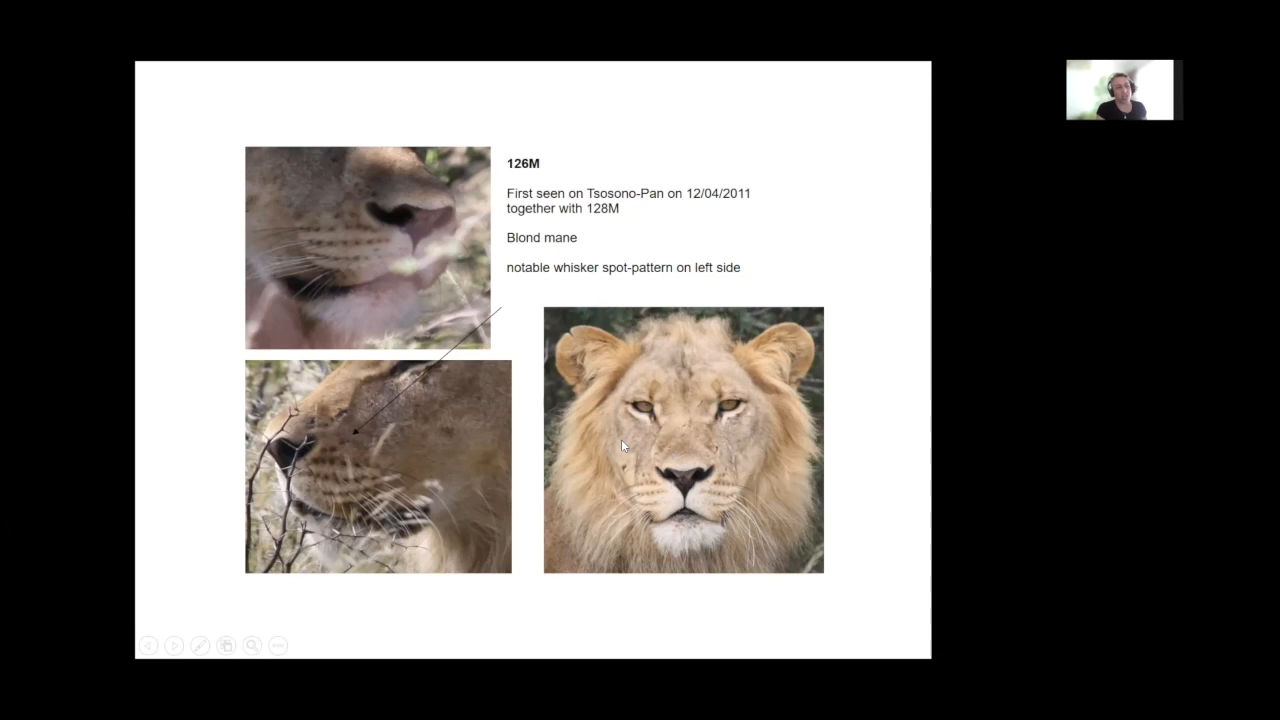 126M
First seen on Tsosono-Pan on 12/04/2011
together with 128M
Blond mane
notable whisker spot-pattern on left side